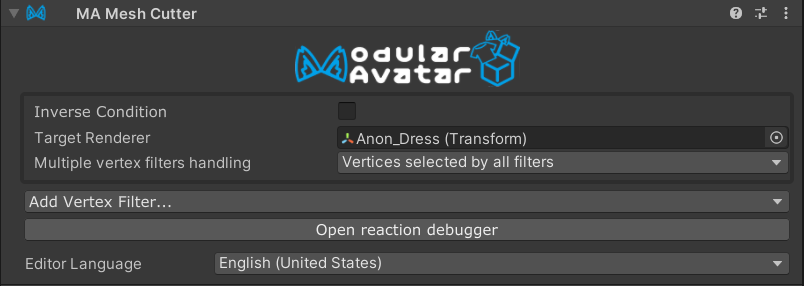 MA Mesh Cutter
Modular
Avatar
Inverse Condition
Target Renderer Anon_Dress (Transform)
Multiple vertex filters handling Vertices selected by all filters
Add Vertex Filter...
Open reaction debugger
Editor Language English (United States)